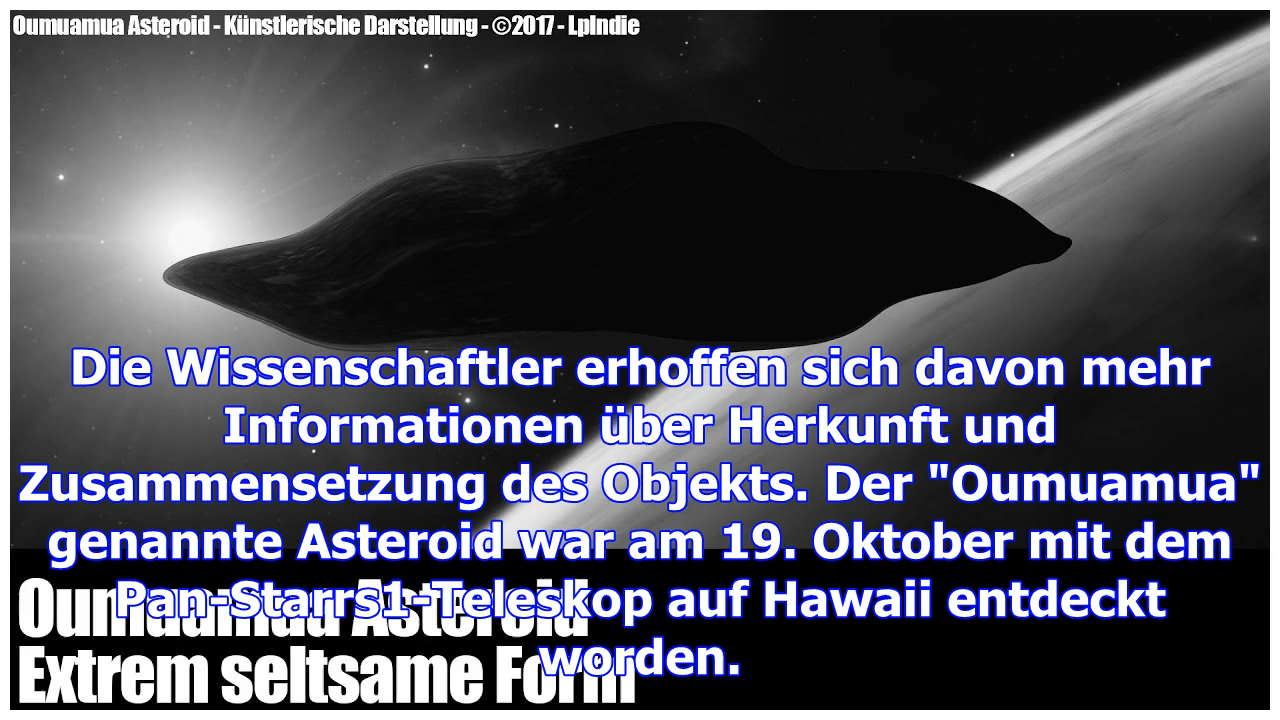 Oumuamua Asteroid - Künstlerische Darstellung - ©2017 - LpIndie
Die Wissenschaftler erhoffen sich davon mehr
Informationen über Herkunft und
Zusammensetzung des Objekts. Der "Oumuamua"
genannte Asteroid war am 19. Oktober mit dem
Pan-Starrs1-Teleskop auf Hawaii entdeckt
worden.
Oumuamua Asteroid
Extrem seltsame Form